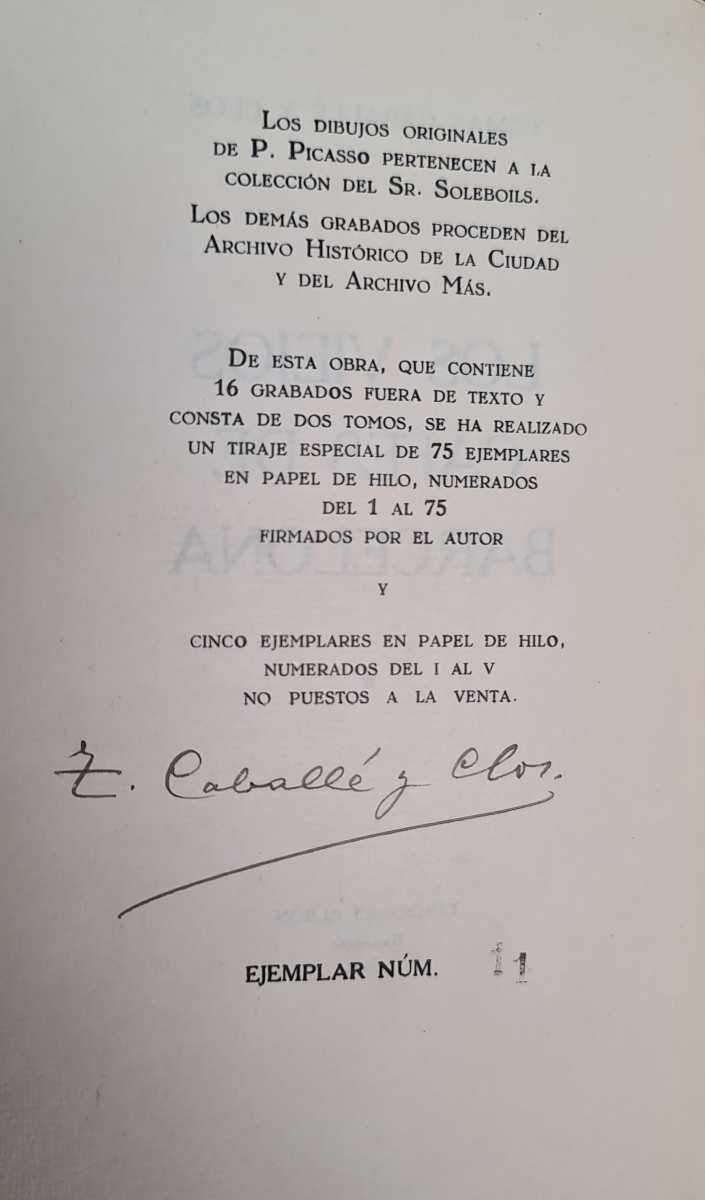 Los dibujos originales
de P. Picasso pertenecen a la
colección del Sr. Soleboils.
Los demás grabados proceden del
Archivo Histórico de la Ciudad
y del Archivo Más.
De esta obra, que contiene
16 grabados fuera de texto y
consta de dos tomos, se ha realizado
un tiraje especial de 75 ejemplares
en papel de hilo, numerados
del 1 al 75
firmados por el autor
y
cinco ejemplares en papel de hilo,
numerados del I al V
no puestos a la venta.
T. Caballé y Clos.
EJEMPLAR NÚM. 11